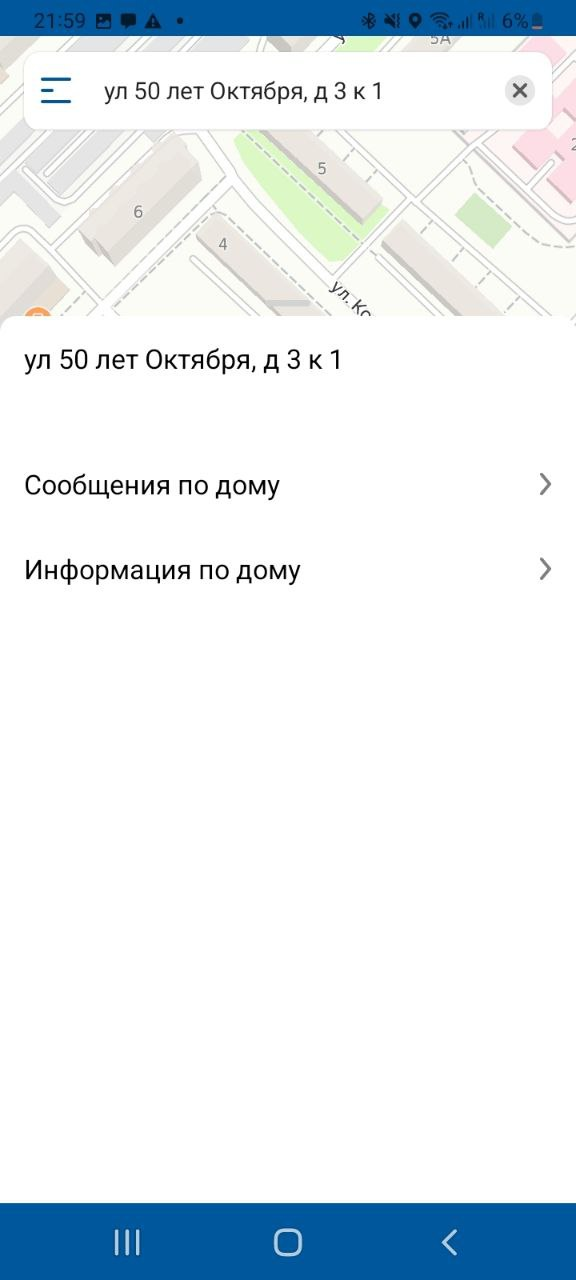 21:59
6%
5А
ул 50 лет Октября, д 3 к 1
5
6
4
ул. Ко
ул 50 лет Октября, д 3 к 1
Сообщения по дому
Информация по дому